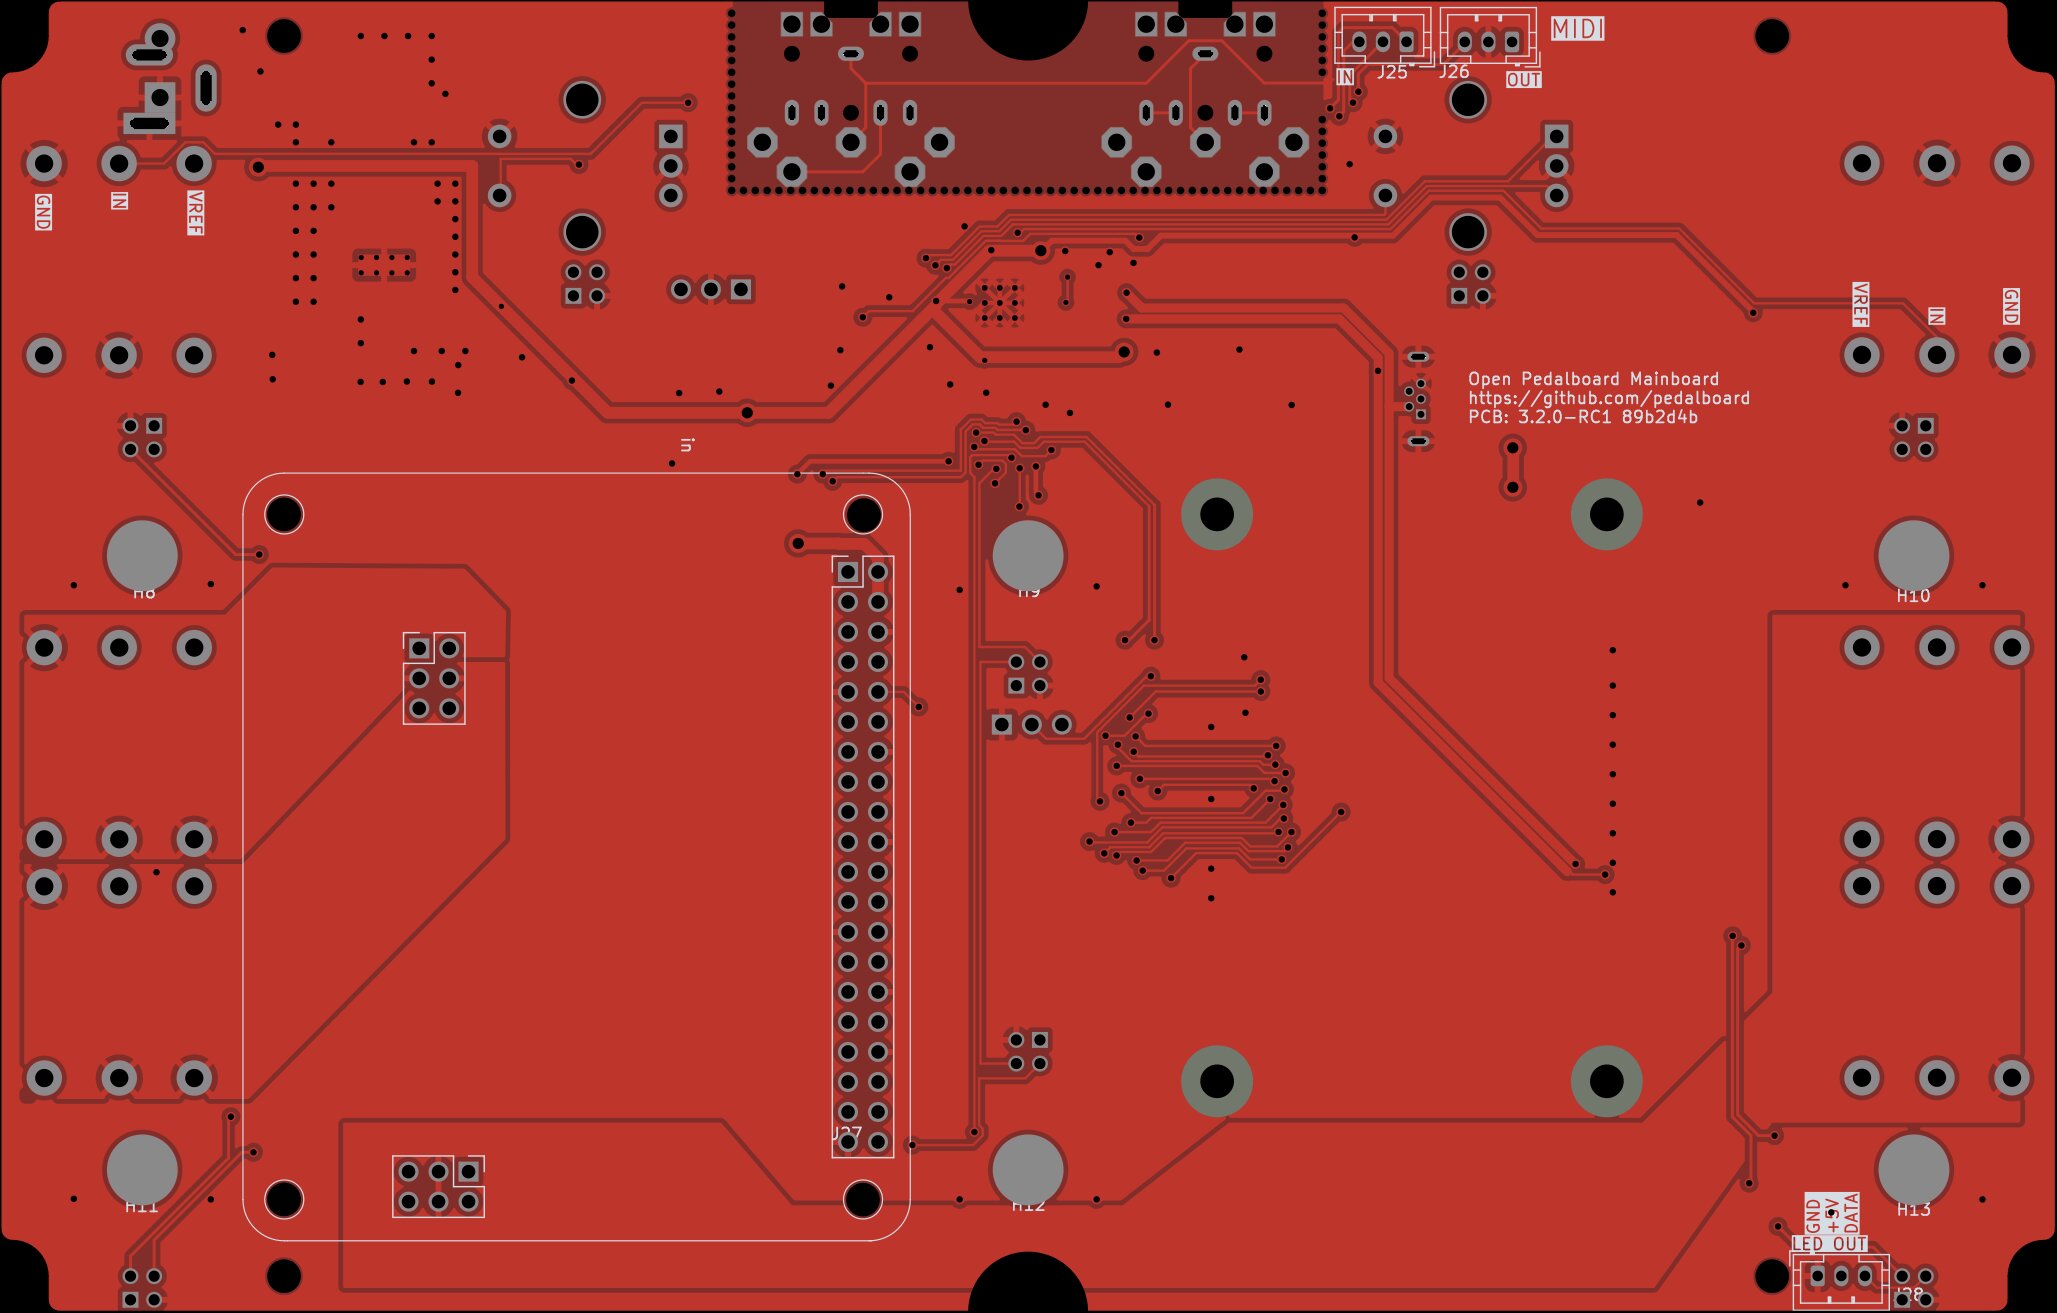 MIDI
J25
J26
IN
OUT
GND
IN
VREF
VREF
IN
GND
Open Pedalboard Mainboard
https://github.com/pedalboard
PCB: 3.2.0-RC1 89b2d4b
in
H8
H9
H10
J27
H11
H12
H13
GND
+5V
DATA
LED OUT
J28